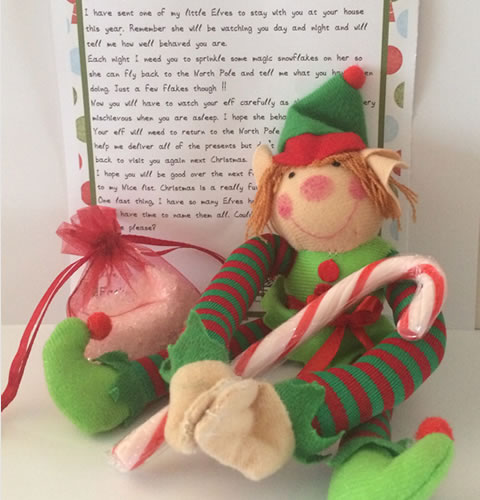 I have sent one of my little Elves to stay with you at your house
this year. Remember she will be watching you day and night and will
tell me how well behaved you are.
Each night I need you to sprinkle some magic snowflakes on her so
she can fly back to the North Pole and tell me what you
doing. Just a few flakes though !!
Now you will have to watch your elf carefully as
mischievous when you are asleep. I hope she
Your elf will need to return to the North Pole
help me deliver all of the presents but
back to visit you again next Christmas.
I hope you will be good over the next
to my Nice list. Christmas is a really
One last thing, I have so many Elves
have time to name them all.
please?